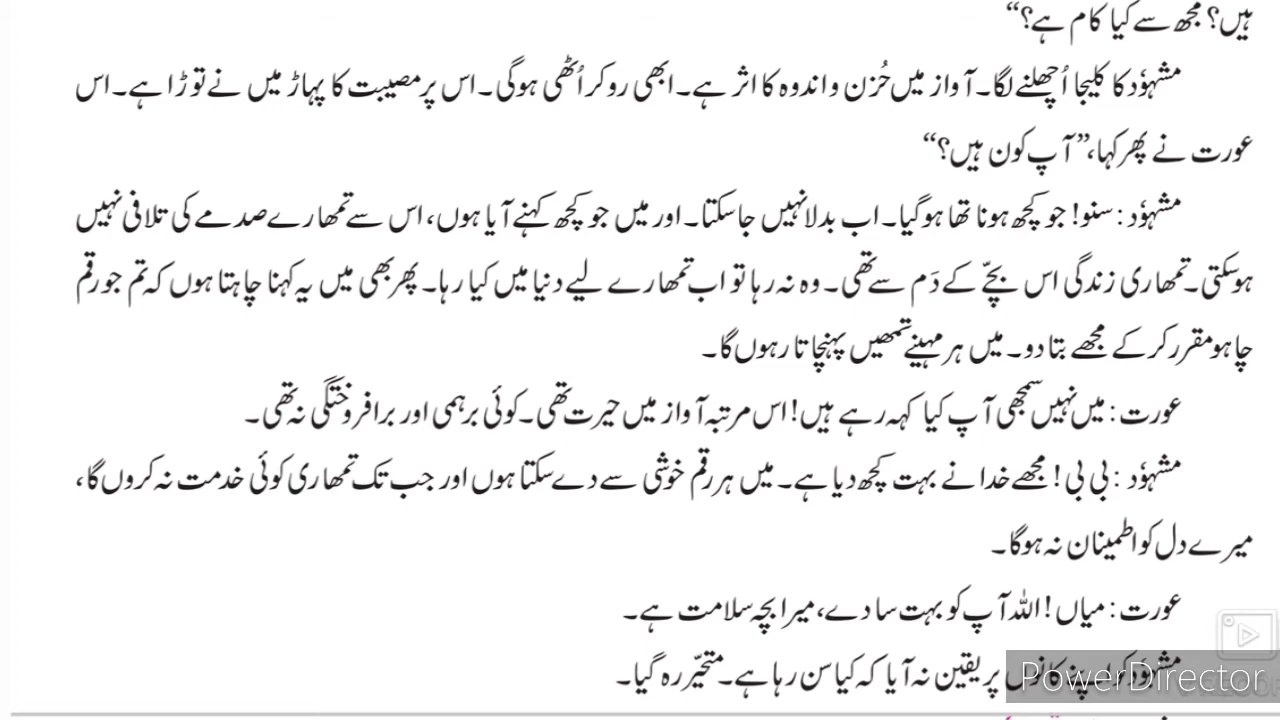 ہیں؟ مجھ سے کیا کام ہے؟“
مشہوٗد کا کلیجا اُچھلنے لگا۔ آواز میں حُزن و اندوہ کا اثر ہے۔ ابھی رو کر اُٹھی ہوگی۔ اس پر مصیبت کا پہاڑ میں نے توڑا ہے۔ اس
عورت نے پھر کہا، ”آپ کون ہیں؟“
مشہوٗد : سنو! جو کچھ ہونا تھا ہوگیا۔ اب بدلا نہیں جاسکتا۔ اور میں جو کچھ کہنے آیا ہوں، اس سے تمھارے صدمے کی تلافی نہیں
ہوسکتی۔ تمھاری زندگی اس بچّے کے دَم سے تھی۔ وہ نہ رہا تو اب تمھارے لیے دنیا میں کیا رہا۔ پھر بھی میں یہ کہنا چاہتا ہوں کہ تم جو رقم
چاہو مقرر کر کے مجھے بتا دو۔ میں ہر مہینے تمھیں پہنچاتا رہوں گا۔
عورت : میں نہیں سمجھی آپ کیا کہہ رہے ہیں! اس مرتبہ آواز میں حیرت تھی۔ کوئی برہمی اور برافروختگی نہ تھی۔
مشہوٗد : بی بی! مجھے خدا نے بہت کچھ دیا ہے۔ میں ہر رقم خوشی سے دے سکتا ہوں اور جب تک تمھاری کوئی خدمت نہ کروں گا،
میرے دل کو اطمینان نہ ہوگا۔
عورت : میاں! اللہ آپ کو بہت سا دے، میرا بچہ سلامت ہے۔
مشہوٗد کو اپنے کانوں پر یقین نہ آیا کہ کیا سن رہا ہے۔ متحیّر رہ گیا۔
PowerDirector